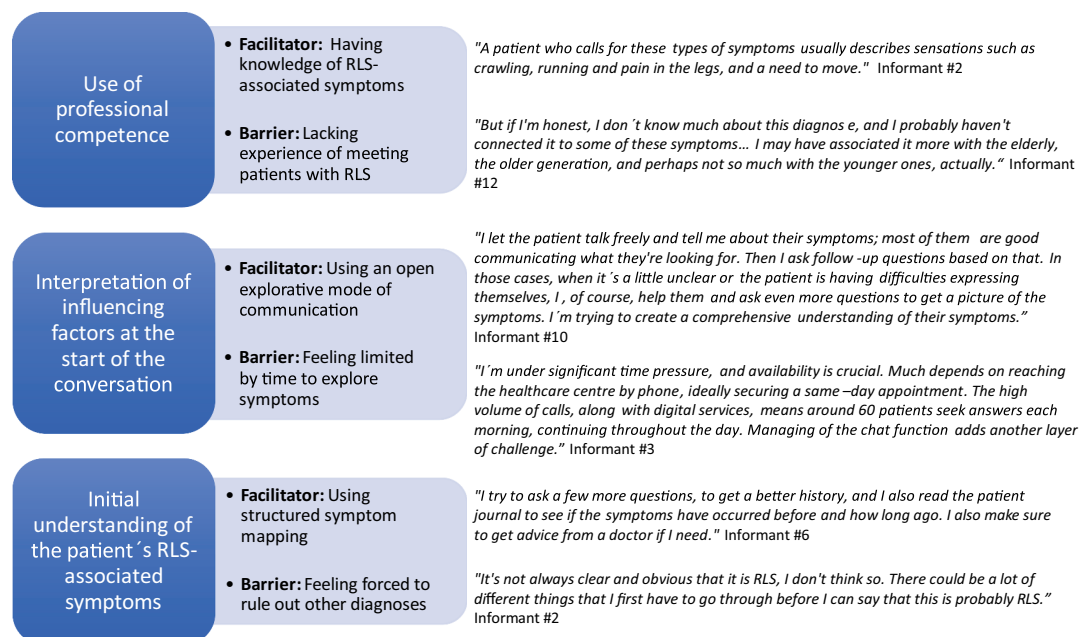 Use of
professional
competence
• Facilitator: Having
knowledge of RLS-
associated symptoms
• Barrier: Lacking
experience of meeting
patients with RLS
"A patient who calls for these types of symptoms usually describes sensations such as
crawling, running and pain in the legs, and a need to move." Informant #2
"But if I'm honest, I don´t know much about this diagnos e, and I probably haven't
connected it to some of these symptoms… I may have associated it more with the elderly,
the older generation, and perhaps not so much with the younger ones, actually.“ Informant
#12
Interpretation of
influencing
factors at the
start of the
conversation
• Facilitator: Using an open
explorative mode of
communication
• Barrier: Feeling limited
by time to explore
symptoms
"I let the patient talk freely and tell me about their symptoms; most of them are good
communicating what they're looking for. Then I ask follow -up questions based on that. In
those cases, when it´s a little unclear or the patient is having difficulties expressing
themselves, I , of course, help them and ask even more questions to get a picture of the
symptoms. I´m trying to create a comprehensive understanding of their symptoms.”
Informant #10
"I´m under significant time pressure, and availability is crucial. Much depends on reaching
the healthcare centre by phone, ideally securing a same –day appointment. The high
volume of calls, along with digital services, means around 60 patients seek answers each
morning, continuing throughout the day. Managing of the chat function adds another layer
of challenge.” Informant #3
Initial
understanding of
the patient´s RLS-
associated
symptoms
• Facilitator: Using
structured symptom
mapping
• Barrier: Feeling forced to
rule out other diagnoses
"I try to ask a few more questions, to get a better history, and I also read the patient
journal to see if the symptoms have occurred before and how long ago. I also make sure
to get advice from a doctor if I need." Informant #6
"It's not always clear and obvious that it is RLS, I don't think so. There could be a lot of
different things that I first have to go through before I can say that this is probably RLS.”
Informant #2